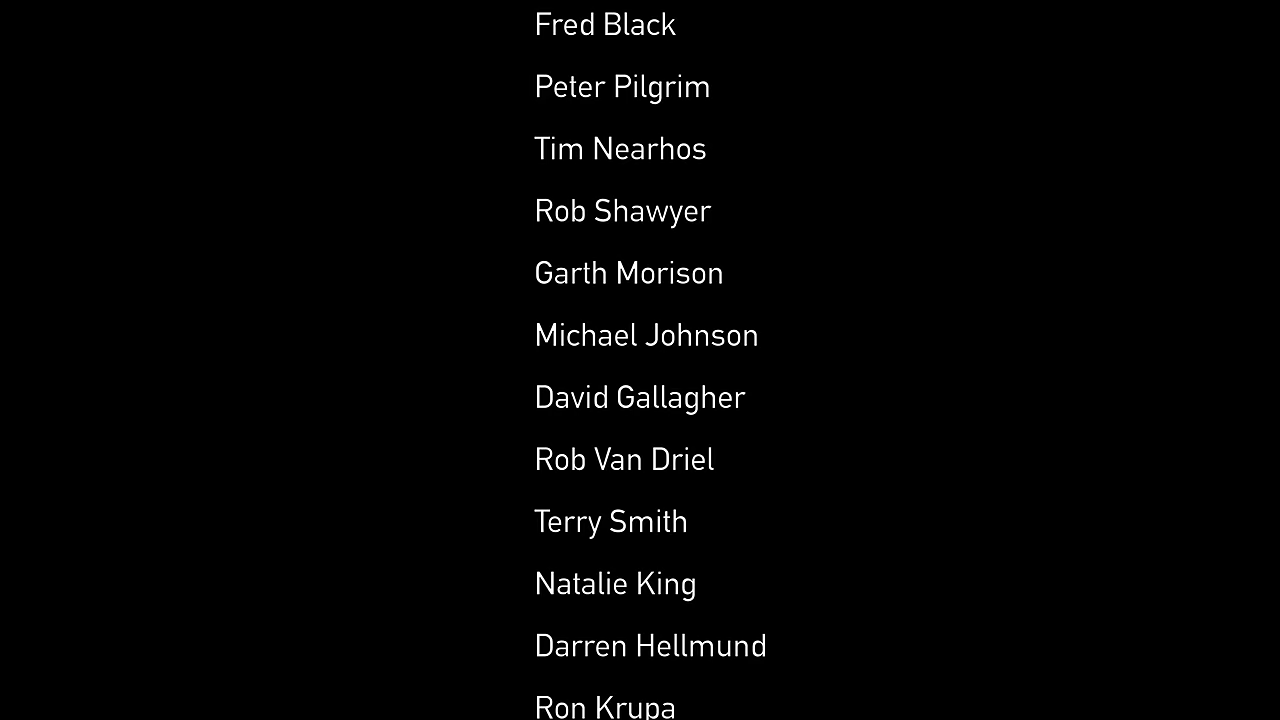 Fred Black
Peter Pilgrim
Tim Nearhos
Rob Shawyer
Garth Morison
Michael Johnson
David Gallagher
Rob Van Driel
Terry Smith
Natalie King
Darren Hellmund
Ron Krupa